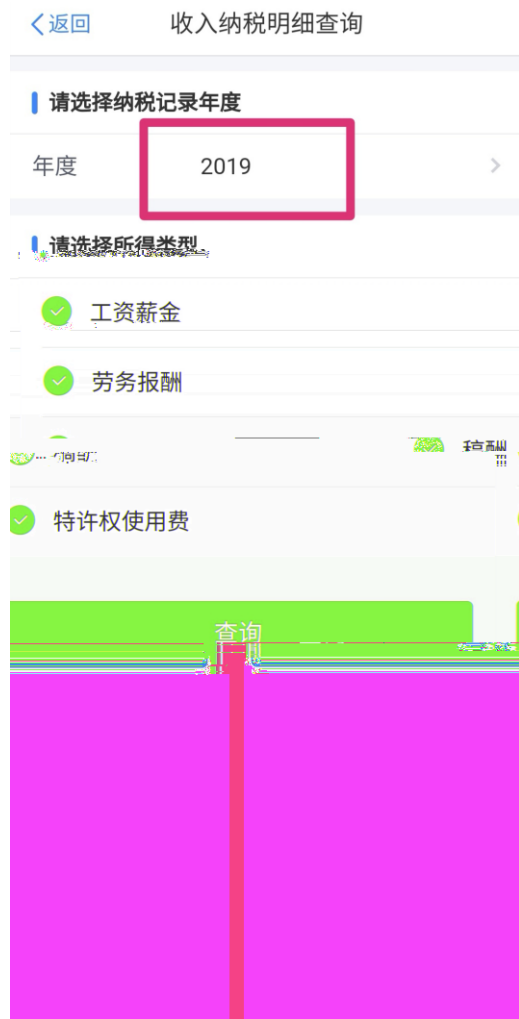 返回
收入纳税明细查询
请选择纳税记录年度
年度 2019
请选择所得类型
工资薪金
劳务报酬
特许权使用费
查询